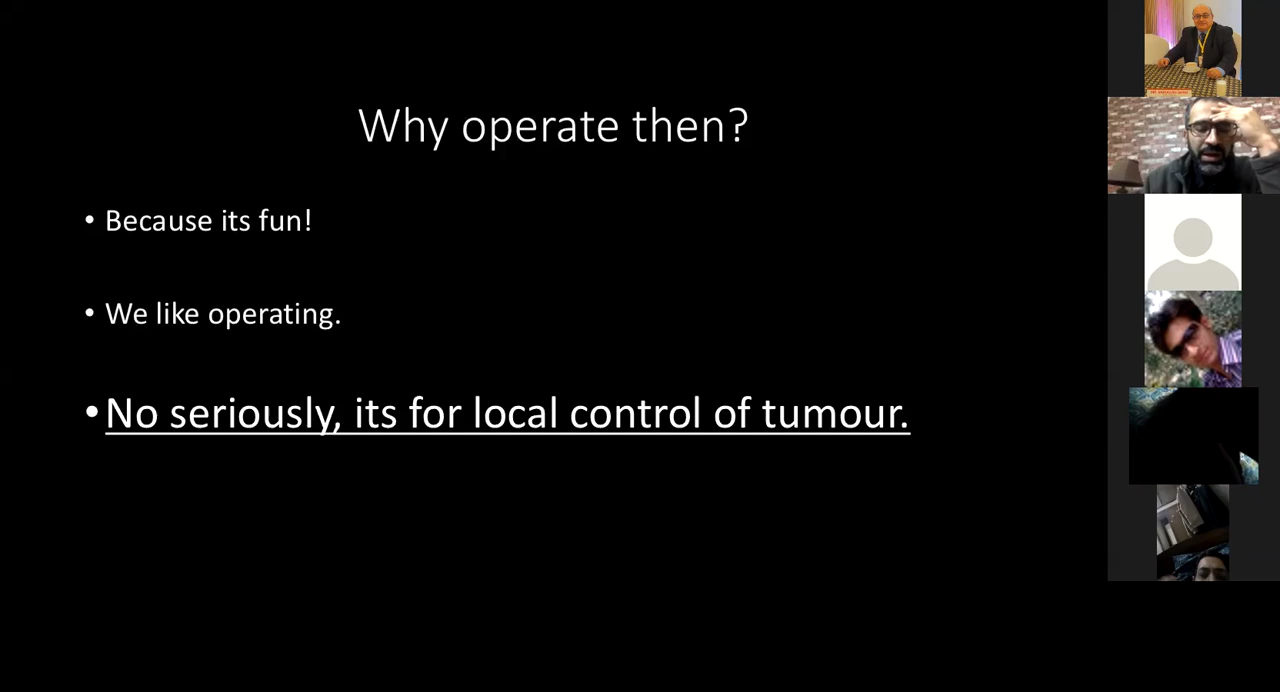 Why operate then?
• Because its fun!
• We like operating.
• No seriously, its for local control of tumour.